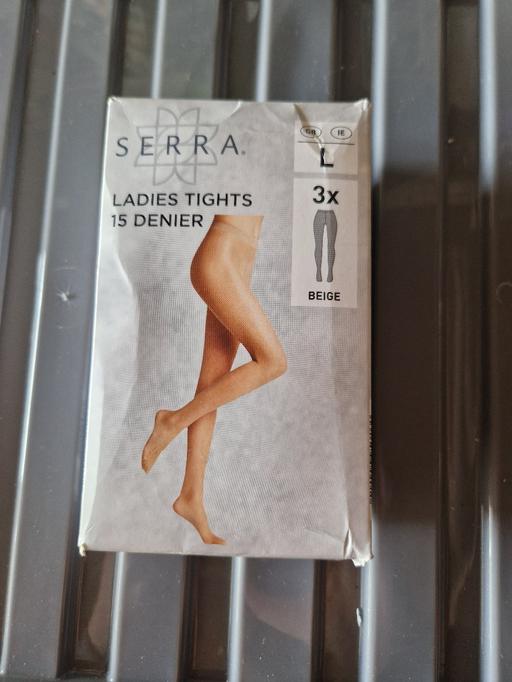 SERRA®
LADIES TIGHTS
15 DENIER
GB IE
L
3x
BEIGE